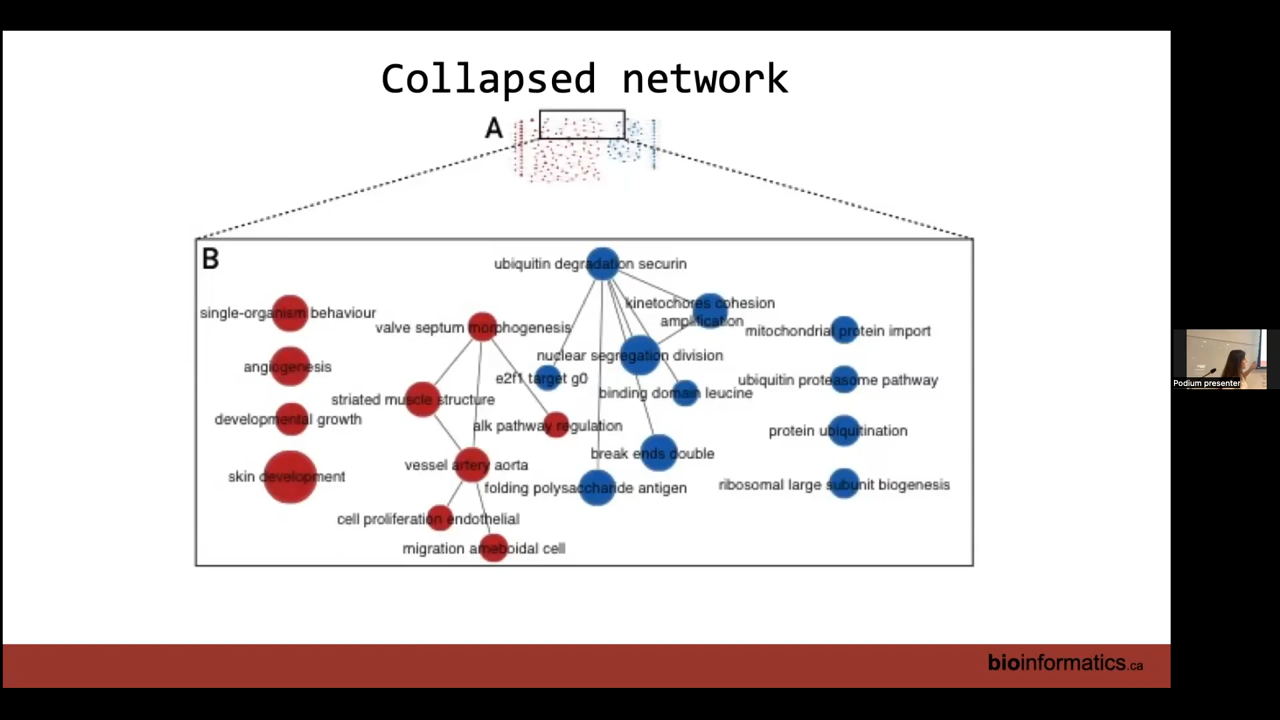 Collapsed network
A
B
ubiquitin degradation securin
single-organism behaviour
valve septum morphogenesis
kinetochores cohesion
amplification
mitochondrial protein import
angiogenesis
nuclear segregation division
e2f1 target g0
ubiquitin proteasome pathway
striated muscle structure
binding domain leucine
developmental growth
alk pathway regulation
protein ubiquitination
break ends double
vessel artery aorta
skin development
folding polysaccharide antigen
ribosomal large subunit biogenesis
cell proliferation endothelial
migration ameboidal cell
Podium presenter
bioinformatics.ca